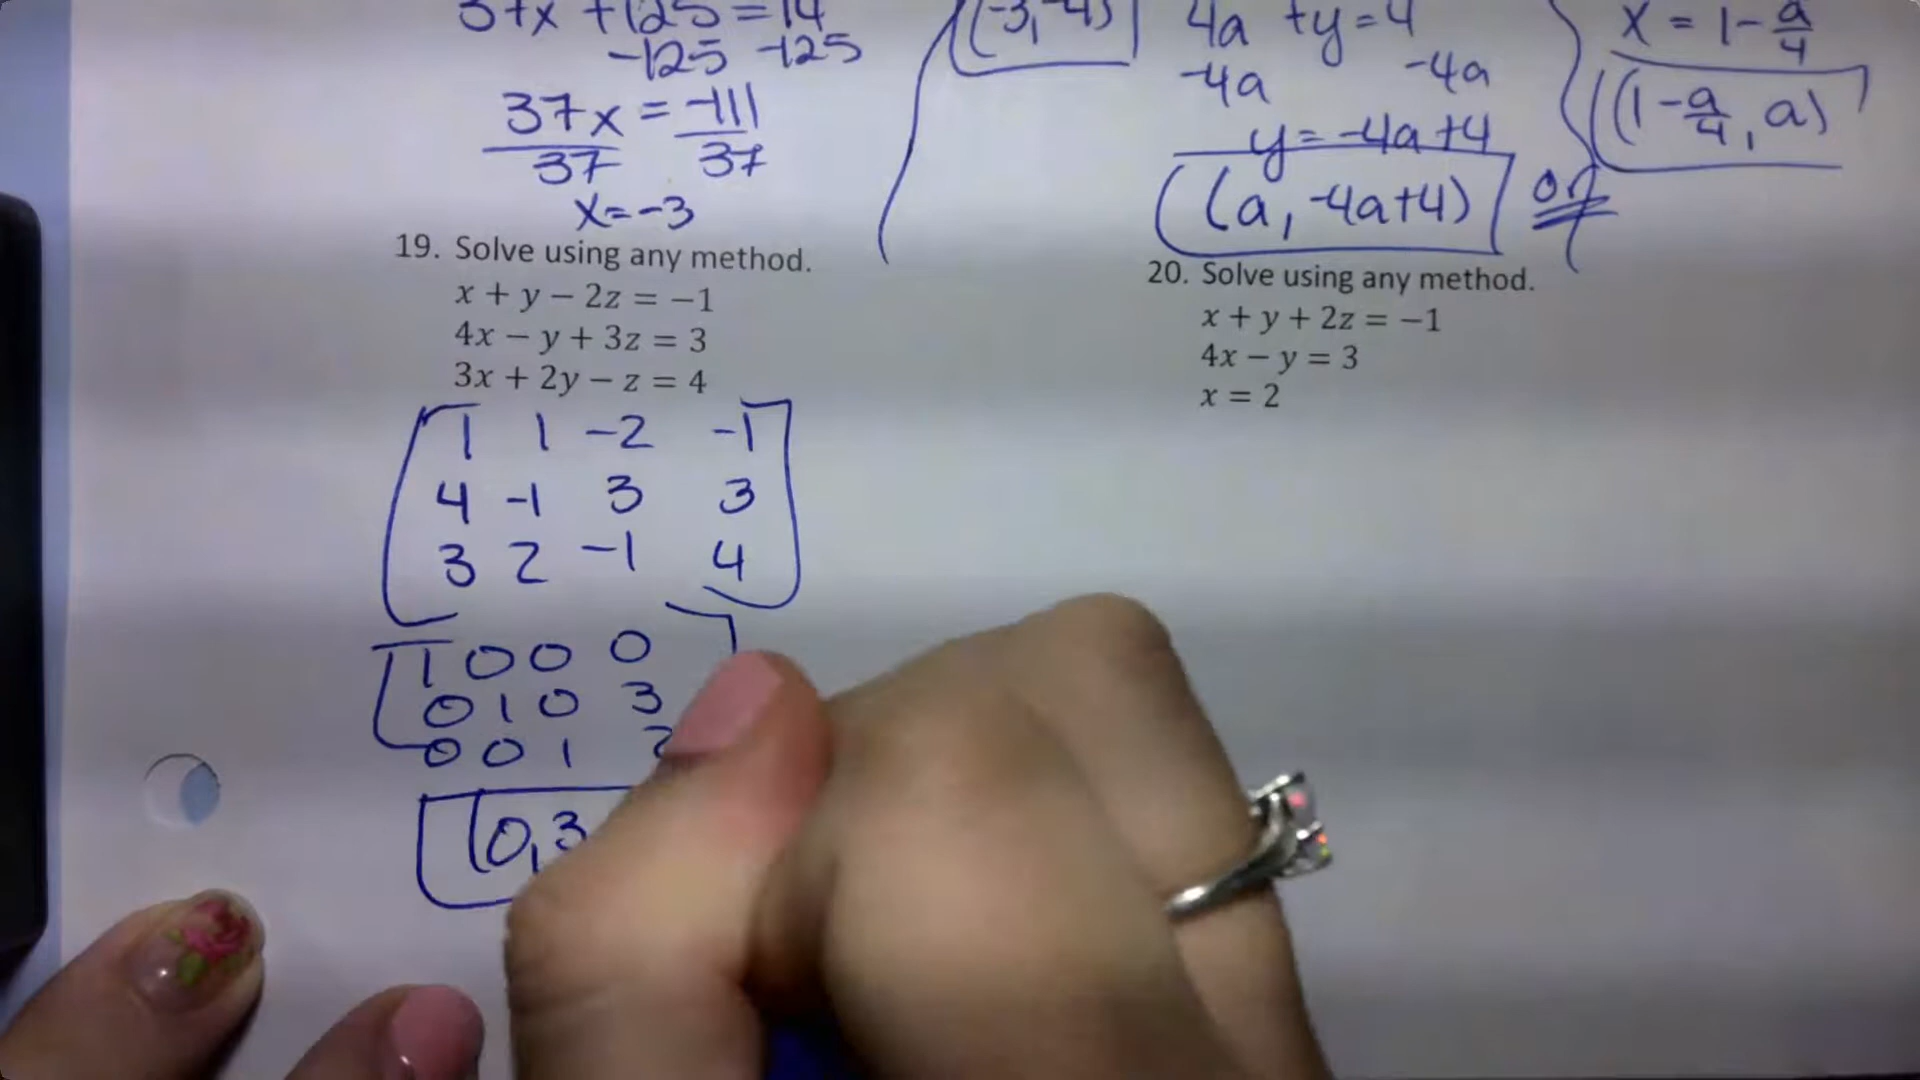 37x + 125 = 14
-125 -125
37x = -111
37 37
x = -3
(-3, -4)
4a + y = 4
-4a -4a
y = -4a+4
(a, -4a+4) or
x = 1 - a/4
(1 - a/4, a)
19. Solve using any method.
x + y − 2z = −1
4x − y + 3z = 3
3x + 2y − z = 4
1 1 -2 -1
4 -1 3 3
3 2 -1 4
1 0 0 0
0 1 0 3
0 0 1 2
(0,3
20. Solve using any method.
x + y + 2z = −1
4x − y = 3
x = 2